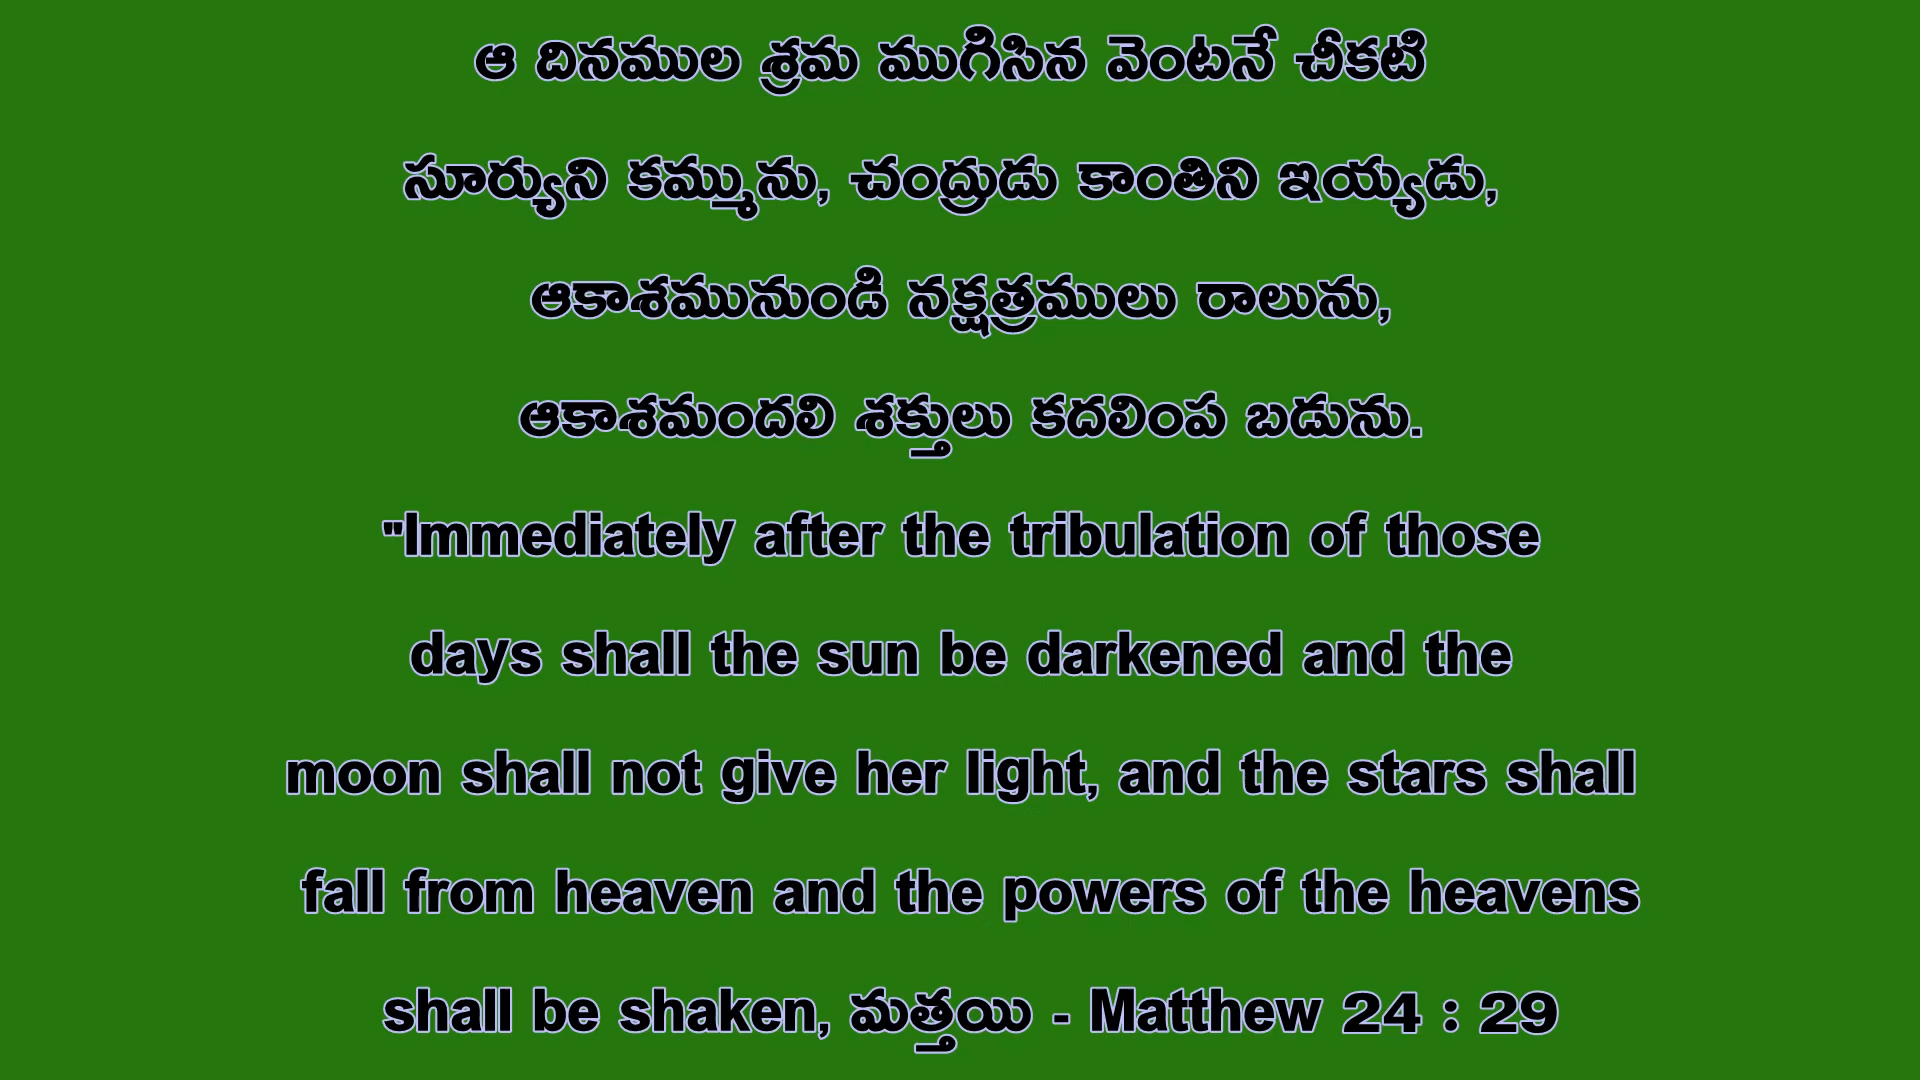 ఆ దినముల శ్రమ ముగిసిన వెంటనే చీకటి
సూర్యుని కమ్మును, చంద్రుడు కాంతిని ఇయ్యడు,
ఆకాశమునుండి నక్షత్రములు రాలును,
ఆకాశమందలి శక్తులు కదలింప బడును.
"Immediately after the tribulation of those
days shall the sun be darkened and the
moon shall not give her light, and the stars shall
fall from heaven and the powers of the heavens
shall be shaken, మత్తయి - Matthew 24 : 29